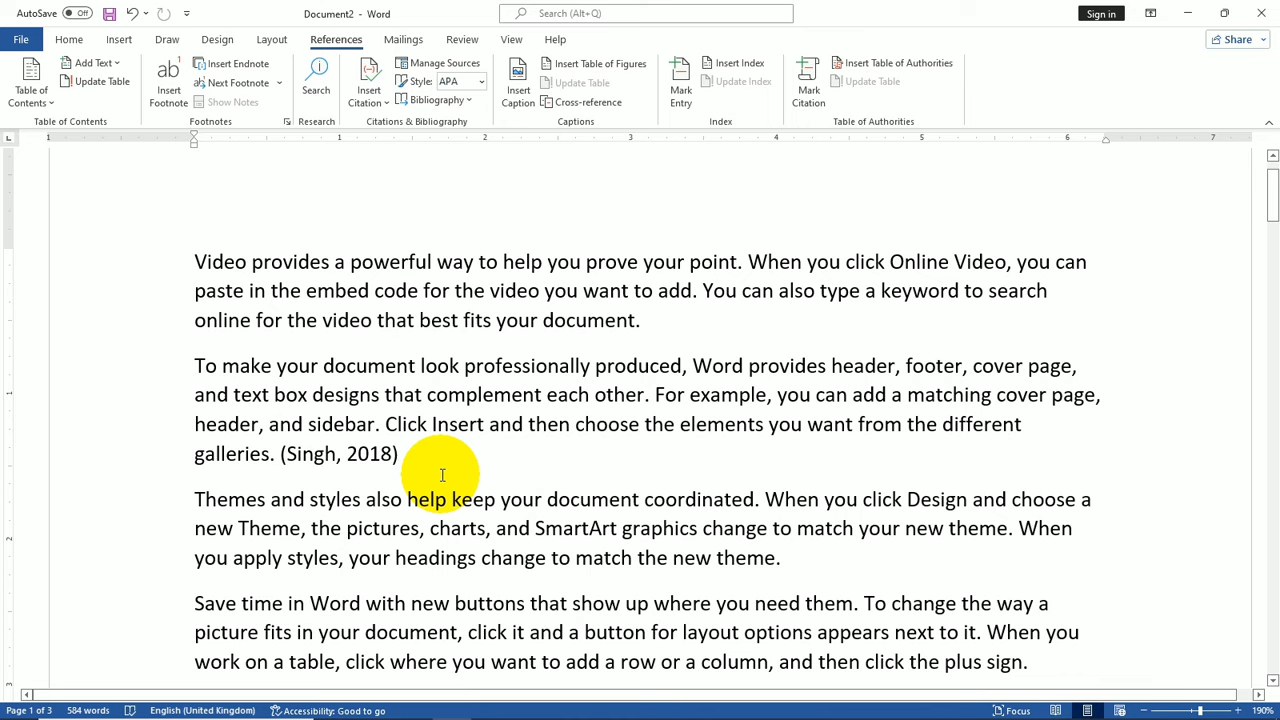 AutoSave Off Document2 - Word Search (Alt+Q) Sign in
File Home Insert Draw Design Layout References Mailings Review View Help Share
Table of Contents
Add Text
Update Table
Table of Contents
ab1
Insert Footnote
Insert Endnote
Next Footnote
Show Notes
Footnotes
Search
Research
Insert Citation
Manage Sources
Style: APA
Bibliography
Citations & Bibliography
Insert Caption
Insert Table of Figures
Update Table
Cross-reference
Captions
Mark Entry
Insert Index
Update Index
Index
Mark Citation
Insert Table of Authorities
Update Table
Table of Authorities
1 1 2 3 4 5 6 7
Video provides a powerful way to help you prove your point. When you click Online Video, you can
paste in the embed code for the video you want to add. You can also type a keyword to search
online for the video that best fits your document.
To make your document look professionally produced, Word provides header, footer, cover page,
and text box designs that complement each other. For example, you can add a matching cover page,
header, and sidebar. Click Insert and then choose the elements you want from the different
galleries. (Singh, 2018)
Themes and styles also help keep your document coordinated. When you click Design and choose a
new Theme, the pictures, charts, and SmartArt graphics change to match your new theme. When
you apply styles, your headings change to match the new theme.
Save time in Word with new buttons that show up where you need them. To change the way a
picture fits in your document, click it and a button for layout options appears next to it. When you
work on a table, click where you want to add a row or a column, and then click the plus sign.
Page 1 of 3 584 words English (United Kingdom) Accessibility: Good to go Focus 190%